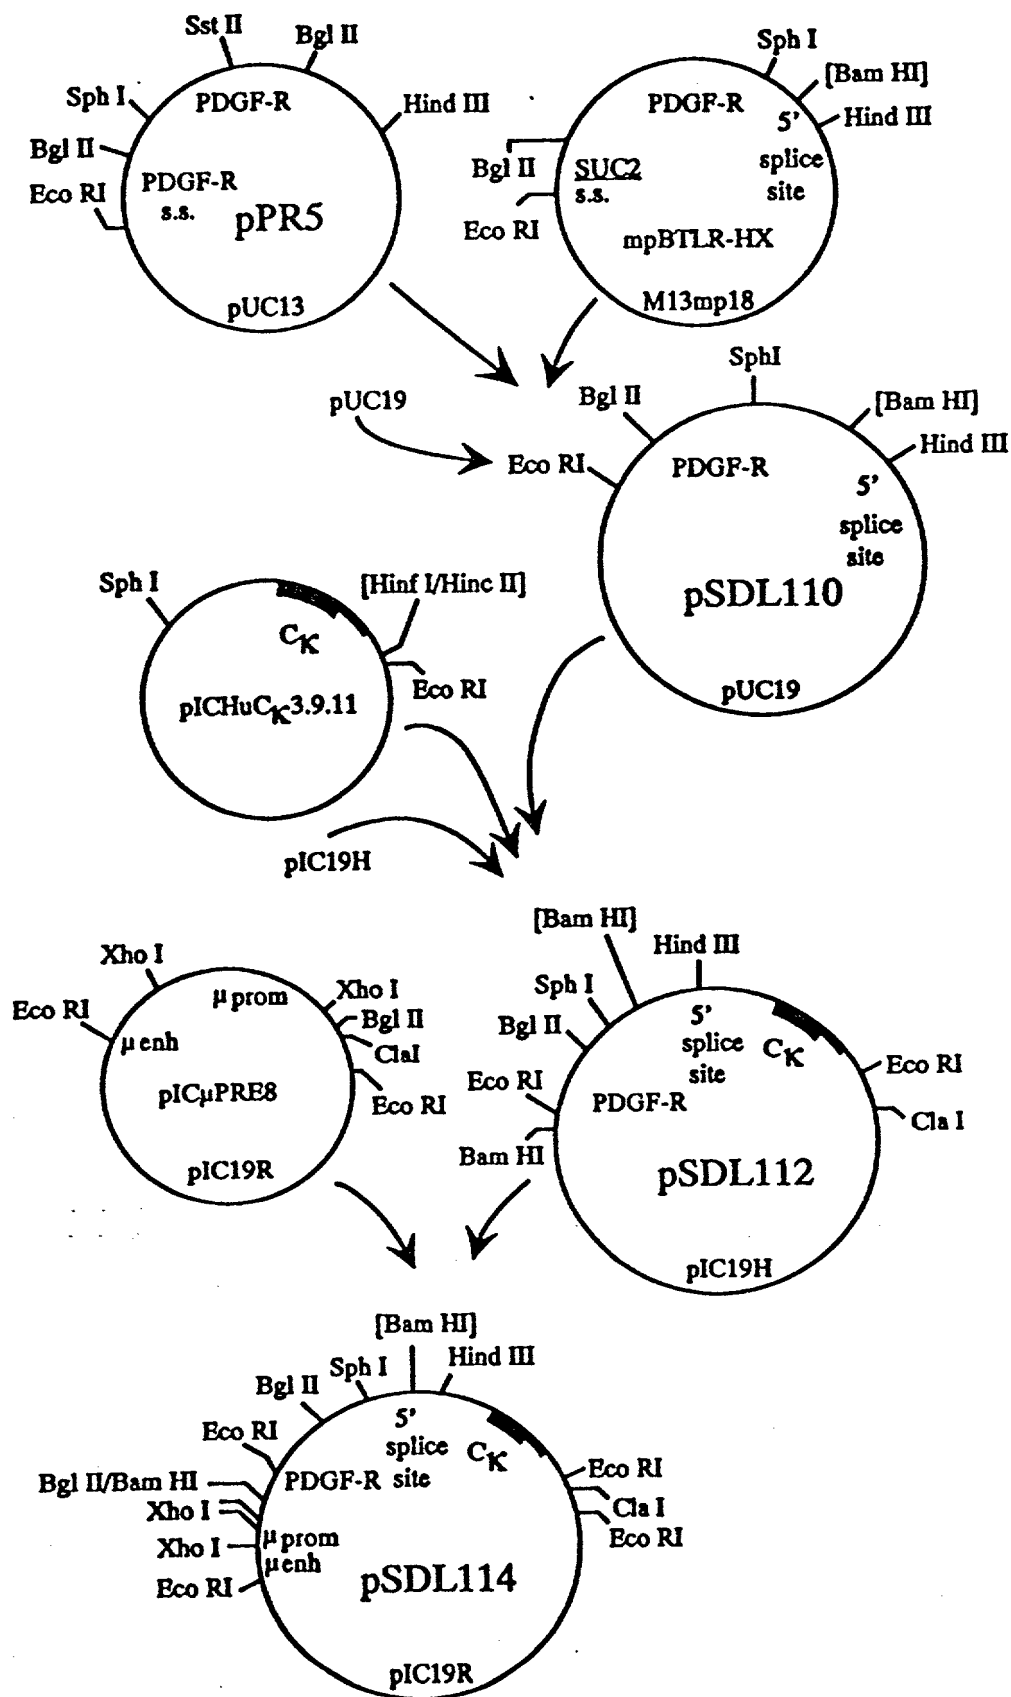 Sst II
Bgl II
Sph I
PDGF-R
Hind III
Bgl II
Eco RI
PDGF-R
s.s.
pPR5
pUC13
Sph I
[Bam HI]
PDGF-R
5'
Hind III
splice
site
Bgl II
SUC2
s.s.
Eco RI
mpBTLR-HX
M13mp18
pUC19
SphI
Bgl II
[Bam HI]
Hind III
Eco RI
PDGF-R
5'
splice
site
pSDL110
pUC19
Sph I
[Hinf I/Hinc II]
Cκ
Eco RI
pICHuCκ3.9.11
pIC19H
Xho I
Eco RI
μ prom
Xho I
Bgl II
ClaI
μ enh
Eco RI
pICμPRE8
pIC19R
[Bam HI]
Hind III
Sph I
Bgl II
5'
splice
site
Cκ
Eco RI
Eco RI
PDGF-R
Cla I
Bam HI
pSDL112
pIC19H
[Bam HI]
Hind III
Sph I
Bgl II
Eco RI
5'
splice
site
Cκ
Bgl II/Bam HI
PDGF-R
Eco RI
Xho I
Cla I
Xho I
μ prom
Eco RI
μ enh
Eco RI
pSDL114
pIC19R